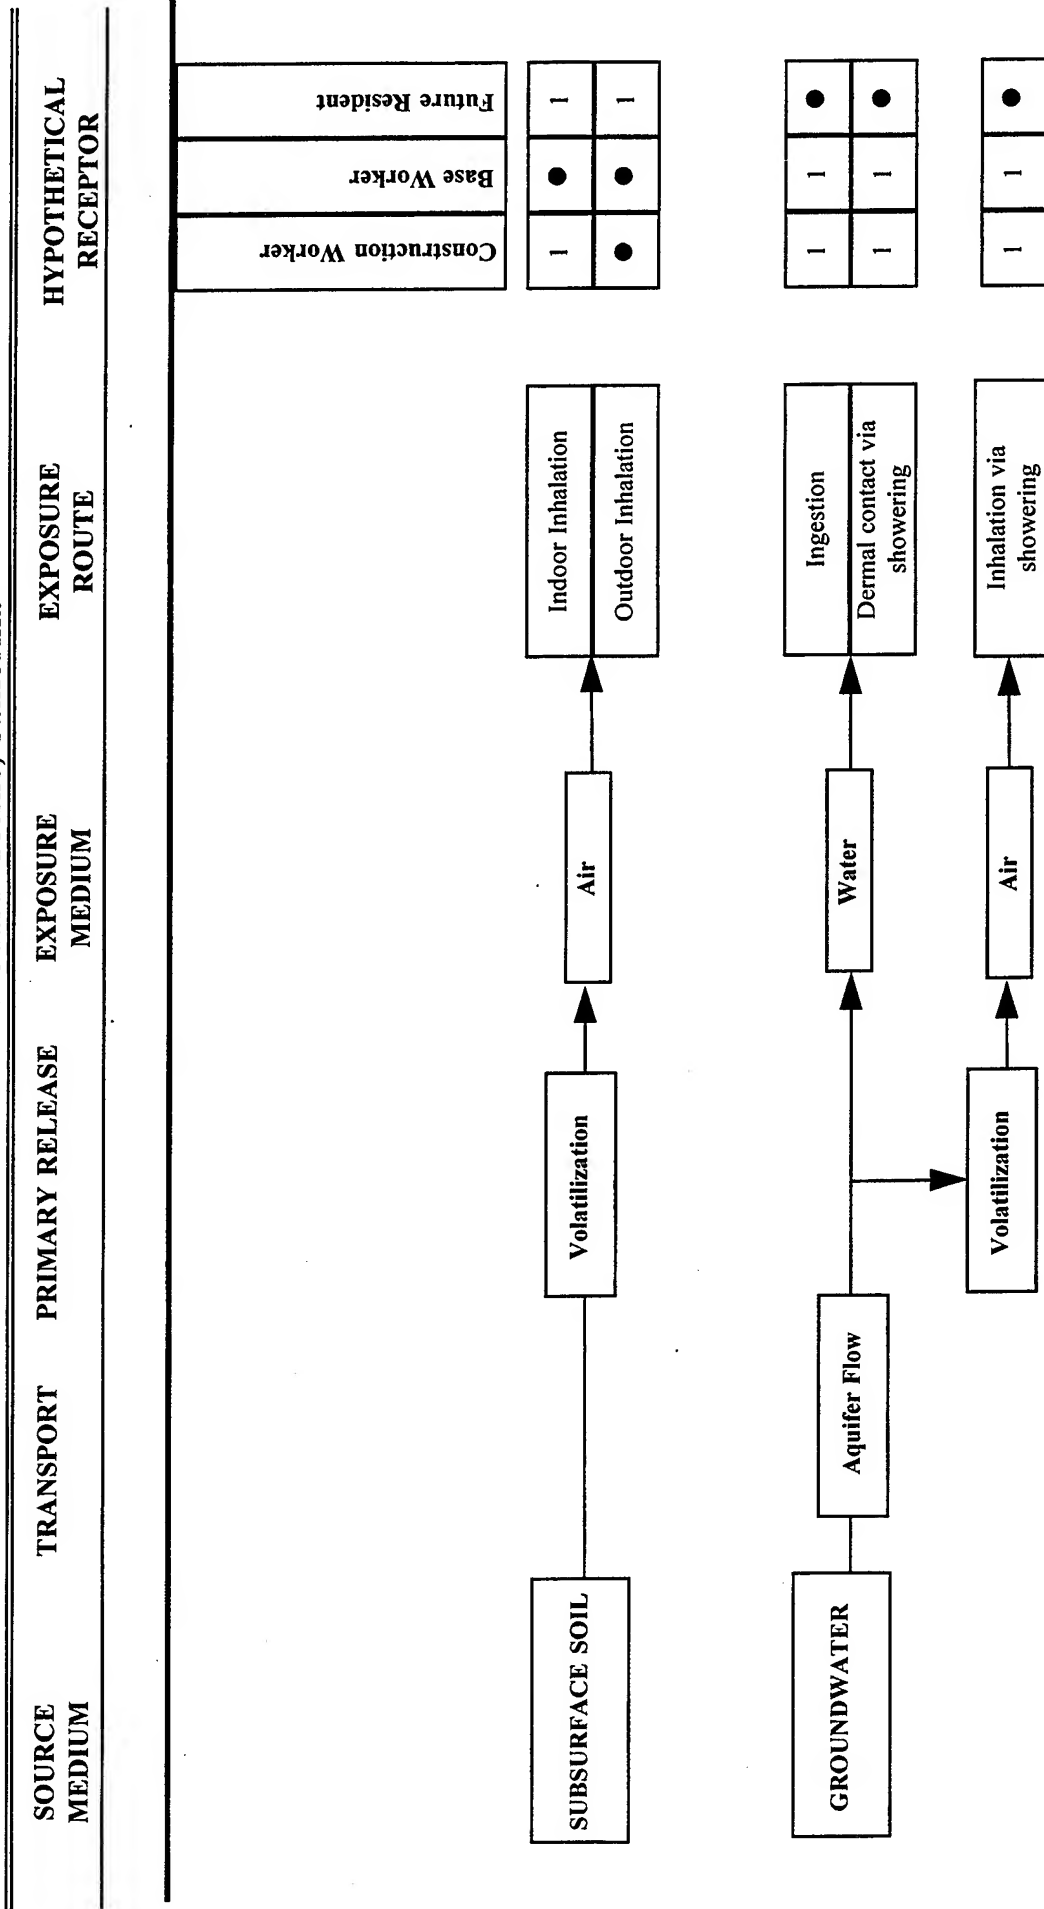 SOURCE
MEDIUM
TRANSPORT
PRIMARY RELEASE
EXPOSURE
MEDIUM
EXPOSURE
ROUTE
HYPOTHETICAL
RECEPTOR
Construction Worker
Base Worker
Future Resident
SUBSURFACE SOIL
Volatilization
Air
Indoor Inhalation
1 ● 1
Outdoor Inhalation
● ● 1
GROUNDWATER
Aquifer Flow
Water
Ingestion
1 1 ●
Dermal contact via
showering
1 1 ●
Volatilization
Air
Inhalation via
showering
1 1 ●